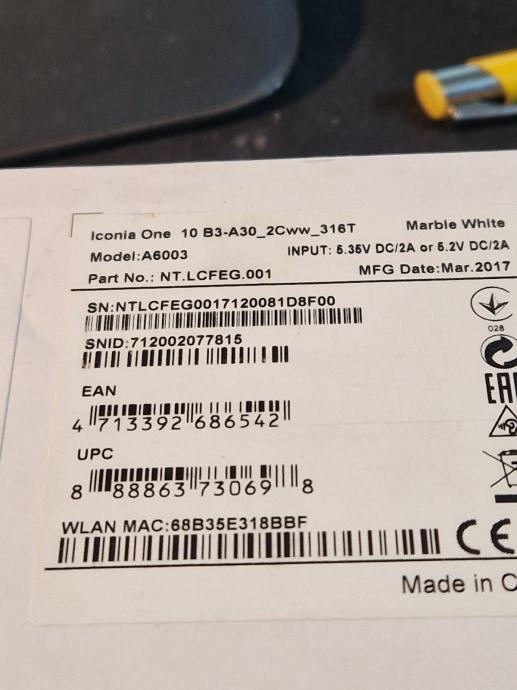 Iconia One 10 B3-A30_2Cww_316T Marble White
Model:A6003 INPUT: 5.35V DC/2A or 5.2V DC/2A
Part No.: NT.LCFEG.001 MFG Date:Mar.2017
SN:NTLCFEG0017120081D8F00
028
SNID:712002077815
EAC
EAN
4 713392 686542
UPC
8 88863 73069 8
WLAN MAC:68B35E318BBF
CE
Made in C